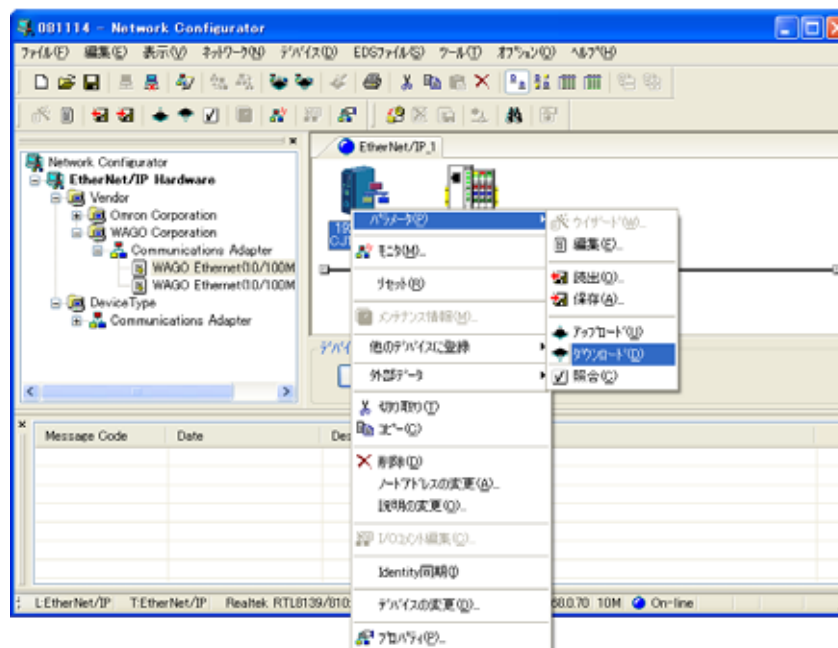 081114 - Network Configurator
ファイル(F) 編集(E) 表示(V) ネットワーク(N) デバイス(D) EDSファイル(S) ツール(T) オプション(O) ヘルプ(H)
Network Configurator
EtherNet/IP Hardware
Vendor
Omron Corporation
WAGO Corporation
Communications Adapter
WAGO Ethernet(10/100M
WAGO Ethernet(10/100M
DeviceType
Communications Adapter
EtherNet/IP_1
パラメータ(P)
モニタ(M)...
リセット(R)
メンテナンス情報(M)...
他のデバイスに登録
外部データ
切り取り(T)
コピー(C)
削除(D)
ノードアドレスの変更(A)...
説明の変更(O)...
I/Oコメント編集(C)...
Identity同期(I)
デバイスの変更(O)...
プロパティ(P)...
ウィザード(W)...
編集(E)...
読出(O)...
保存(A)...
アップロード(U)
ダウンロード(D)
照合(C)
デバイ
Message Code Date Des
L:EtherNet/IP T:EtherNet/IP Realtek RTL8139/810 68.0.70 10M On-line